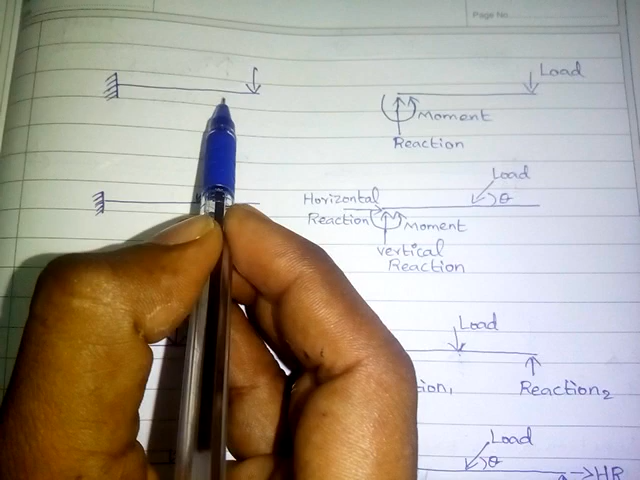 Page No.
Load
Moment
Reaction
Load
θ
Horizontal
Reaction
Moment
vertical
Reaction
Load
Reaction₂
Load
θ
HR